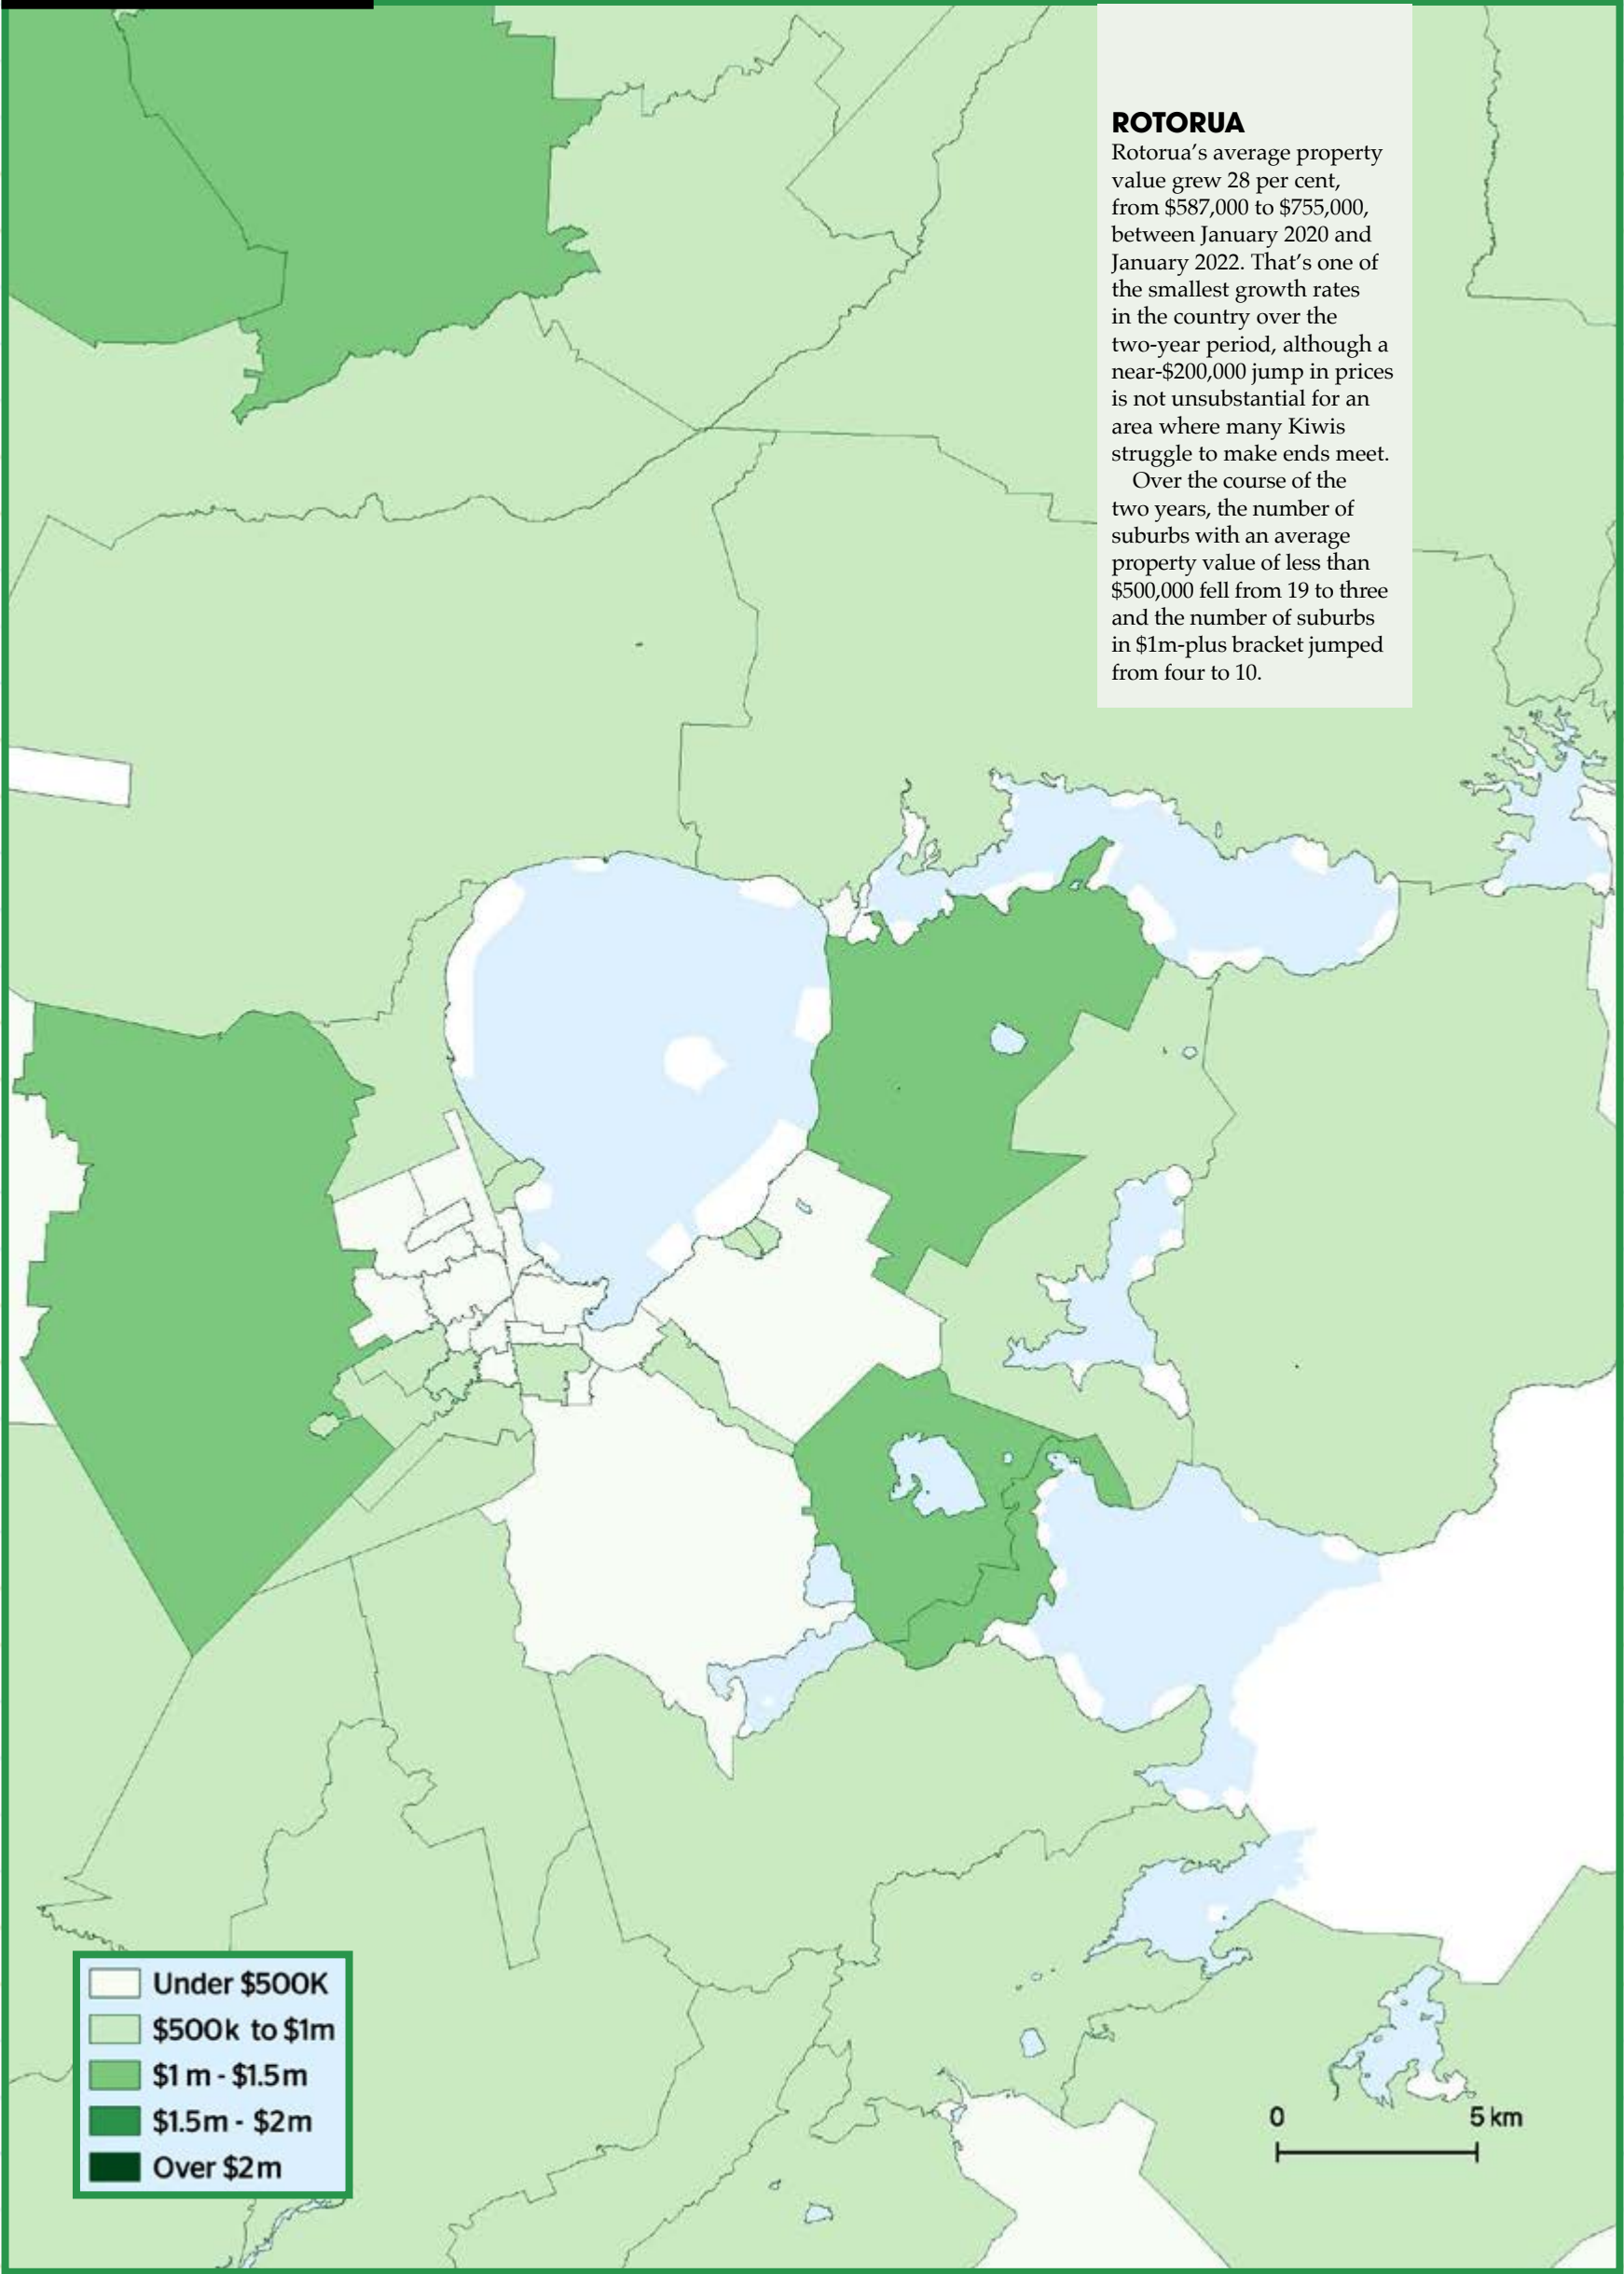 ROTORUA
Rotorua’s average property
value grew 28 per cent,
from $587,000 to $755,000,
between January 2020 and
January 2022. That’s one of
the smallest growth rates
in the country over the
two-year period, although a
near-$200,000 jump in prices
is not unsubstantial for an
area where many Kiwis
struggle to make ends meet.
Over the course of the
two years, the number of
suburbs with an average
property value of less than
$500,000 fell from 19 to three
and the number of suburbs
in $1m-plus bracket jumped
from four to 10.
Under $500K
$500k to $1m
$1 m - $1.5m
$1.5m - $2m
Over $2m
0 5 km